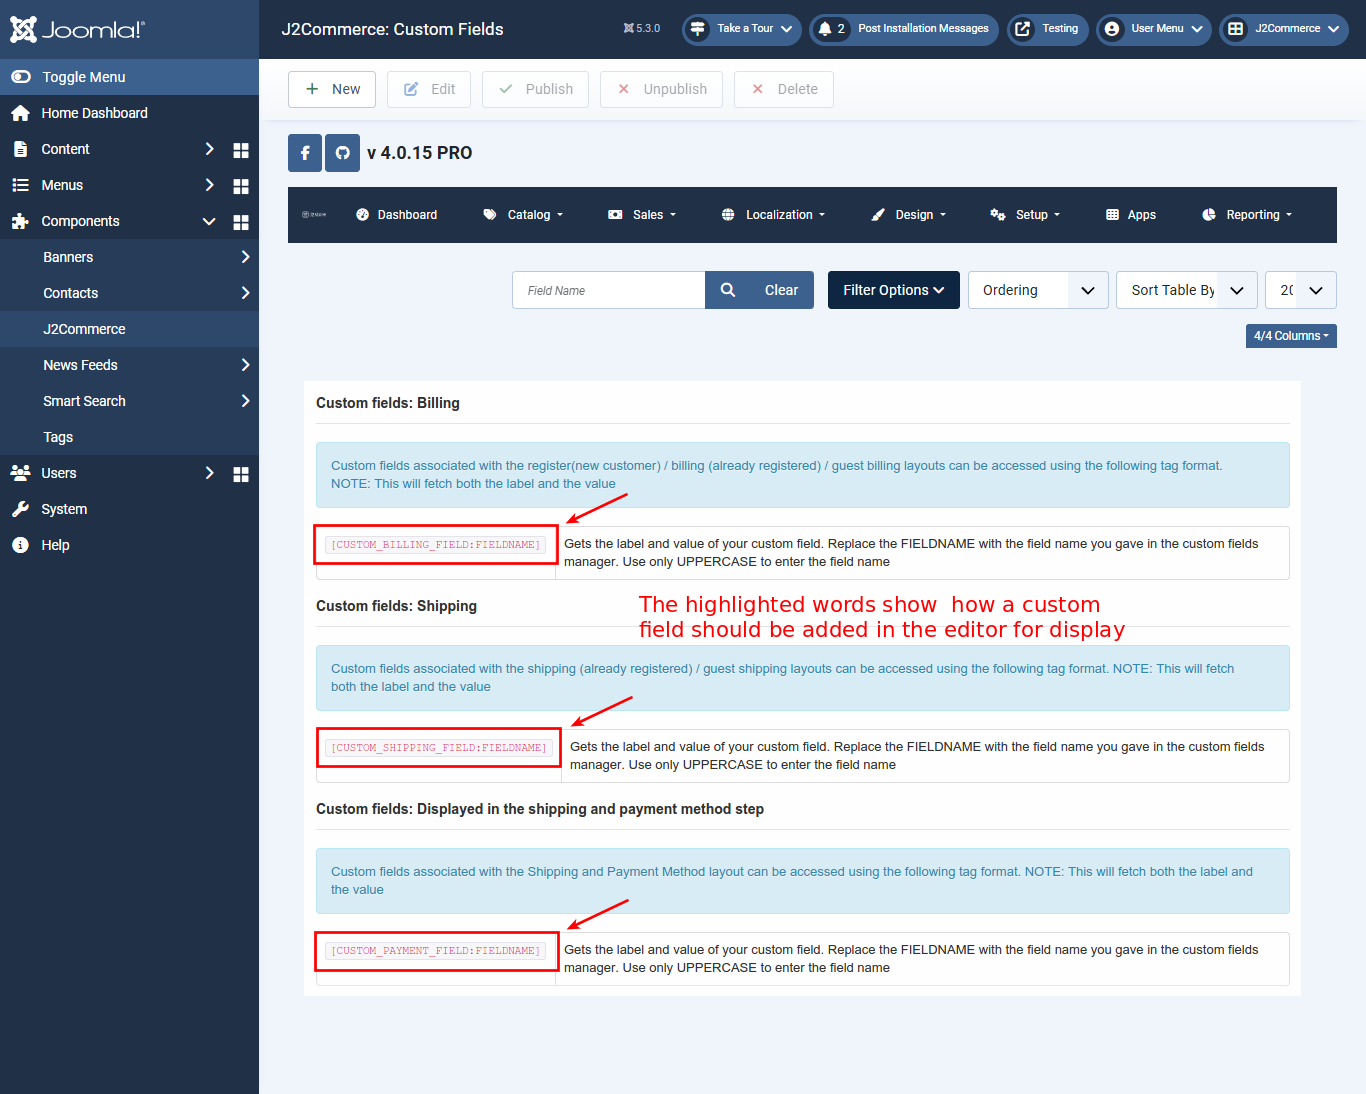 Joomla!
J2Commerce: Custom Fields
5.3.0
Take a Tour
2 Post Installation Messages
Testing
User Menu
J2Commerce
Toggle Menu
Home Dashboard
Content
Menus
Components
Banners
Contacts
J2Commerce
News Feeds
Smart Search
Tags
Users
System
Help
New
Edit
Publish
Unpublish
Delete
v 4.0.15 PRO
Dashboard
Catalog
Sales
Localization
Design
Setup
Apps
Reporting
Field Name
Clear
Filter Options
Ordering
Sort Table By
20
4/4 Columns
Custom fields: Billing
Custom fields associated with the register(new customer) / billing (already registered) / guest billing layouts can be accessed using the following tag format.
NOTE: This will fetch both the label and the value
[CUSTOM_BILLING_FIELD:FIELDNAME]
Gets the label and value of your custom field. Replace the FIELDNAME with the field name you gave in the custom fields
manager. Use only UPPERCASE to enter the field name
Custom fields: Shipping
The highlighted words show how a custom
field should be added in the editor for display
Custom fields associated with the shipping (already registered) / guest shipping layouts can be accessed using the following tag format. NOTE: This will fetch
both the label and the value
[CUSTOM_SHIPPING_FIELD:FIELDNAME]
Gets the label and value of your custom field. Replace the FIELDNAME with the field name you gave in the custom fields
manager. Use only UPPERCASE to enter the field name
Custom fields: Displayed in the shipping and payment method step
Custom fields associated with the Shipping and Payment Method layout can be accessed using the following tag format. NOTE: This will fetch both the label and
the value
[CUSTOM_PAYMENT_FIELD:FIELDNAME]
Gets the label and value of your custom field. Replace the FIELDNAME with the field name you gave in the custom fields
manager. Use only UPPERCASE to enter the field name